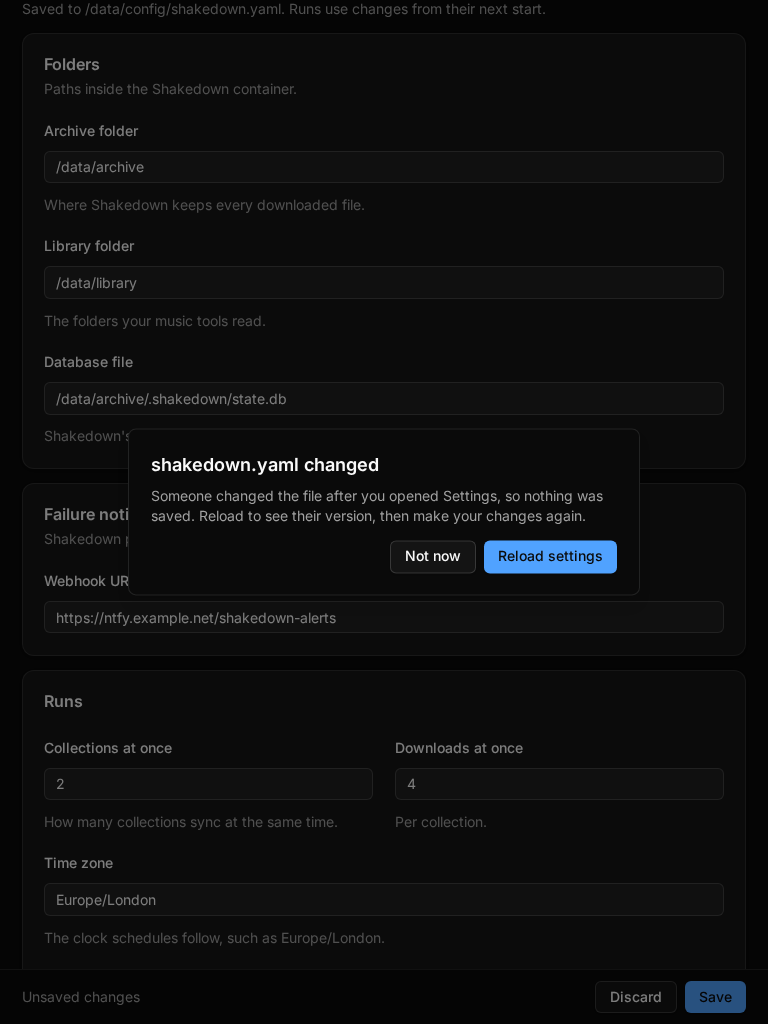 Saved to /data/config/shakedown.yaml. Runs use changes from their next start.
Folders
Paths inside the Shakedown container.
Archive folder
/data/archive
Where Shakedown keeps every downloaded file.
Library folder
/data/library
The folders your music tools read.
Database file
/data/archive/.shakedown/state.db
Shakedown's
shakedown.yaml changed
Someone changed the file after you opened Settings, so nothing was
saved. Reload to see their version, then make your changes again.
Not now
Reload settings
Failure noti
Shakedown
Webhook UR
https://ntfy.example.net/shakedown-alerts
Runs
Collections at once
Downloads at once
2
4
How many collections sync at the same time.
Per collection.
Time zone
Europe/London
The clock schedules follow, such as Europe/London.
Unsaved changes
Discard
Save